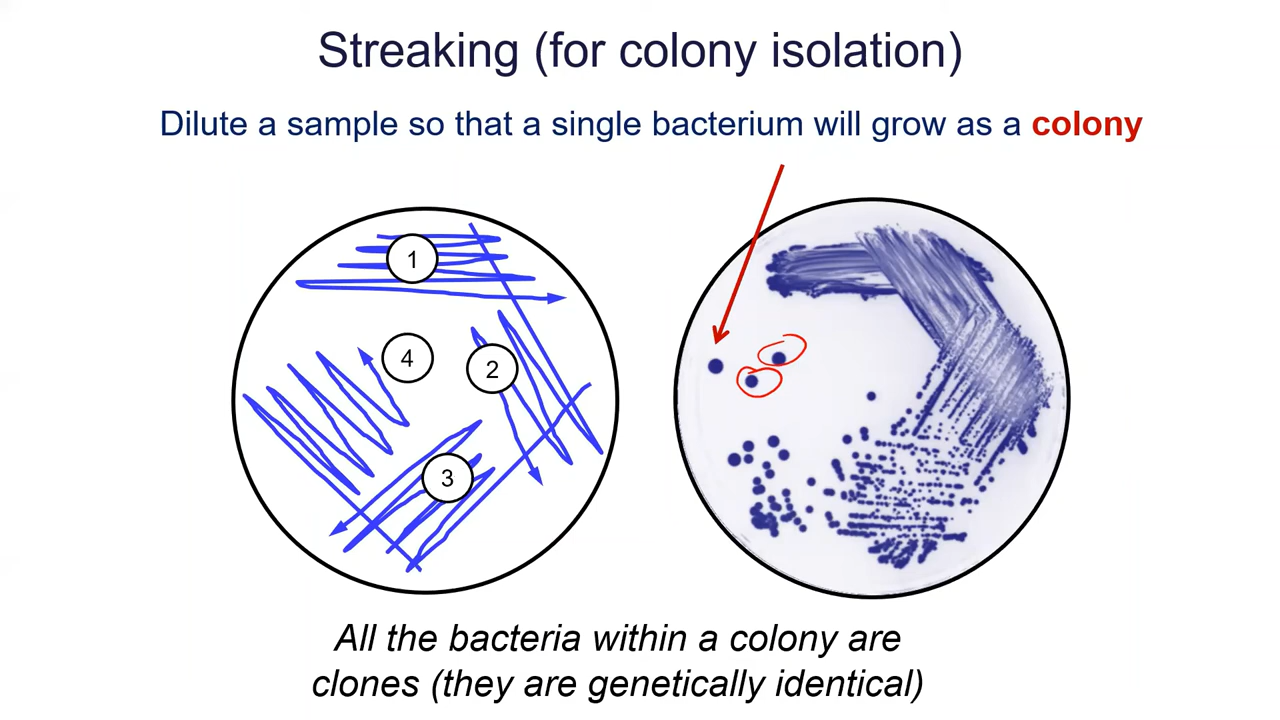 Streaking (for colony isolation)
Dilute a sample so that a single bacterium will grow as a colony
1
4
2
3
All the bacteria within a colony are
clones (they are genetically identical)